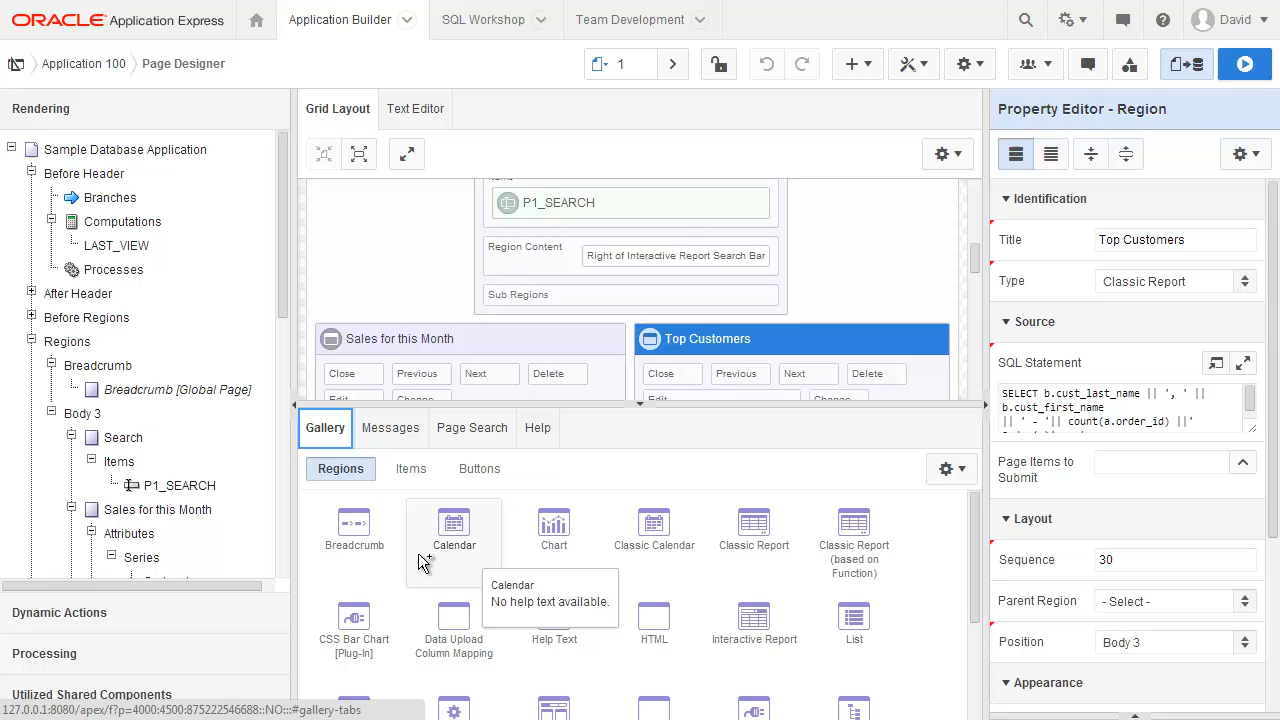 ORACLE Application Express
Application Builder
SQL Workshop
Team Development
David
Application 100
Page Designer
1
Rendering
Sample Database Application
Before Header
Branches
Computations
LAST_VIEW
Processes
After Header
Before Regions
Regions
Breadcrumb
Breadcrumb [Global Page]
Body 3
Search
Items
P1_SEARCH
Sales for this Month
Attributes
Series
Dynamic Actions
Processing
Utilized Shared Components
127.0.0.1:8080/apex/f?p=4000:4500:875222546688::NO:::#gallery-tabs
Grid Layout
Text Editor
P1_SEARCH
Region Content
Right of Interactive Report Search Bar
Sub Regions
Sales for this Month
Close
Previous
Next
Delete
Edit
Change
Top Customers
Close
Previous
Next
Delete
Edit
Change
Gallery
Messages
Page Search
Help
Regions
Items
Buttons
Breadcrumb
Calendar
Chart
Classic Calendar
Classic Report
Classic Report
(based on
Function)
Calendar
No help text available.
CSS Bar Chart
[Plug-In]
Data Upload
Column Mapping
Help Text
HTML
Interactive Report
List
Property Editor - Region
Identification
Title
Top Customers
Type
Classic Report
Source
SQL Statement
SELECT b.cust_last_name || ', ' ||
b.cust_first_name
|| ' - '|| count(a.order_id) ||'
Page Items to
Submit
Layout
Sequence
30
Parent Region
- Select -
Position
Body 3
Appearance